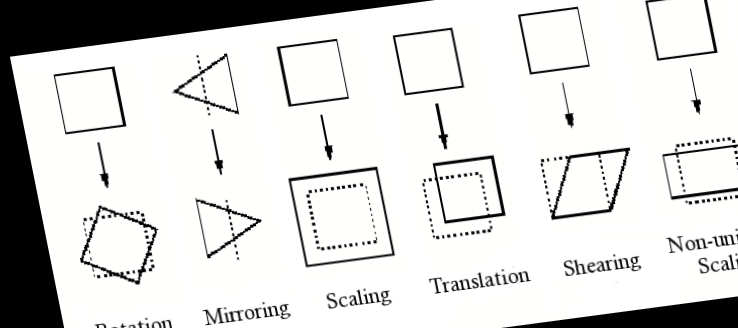 Rotation
Mirroring
Scaling
Translation
Shearing
Non-uni
Scali